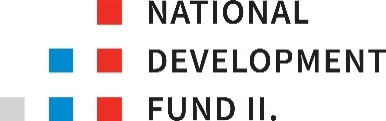 NATIONAL
DEVELOPMENT
FUND II.